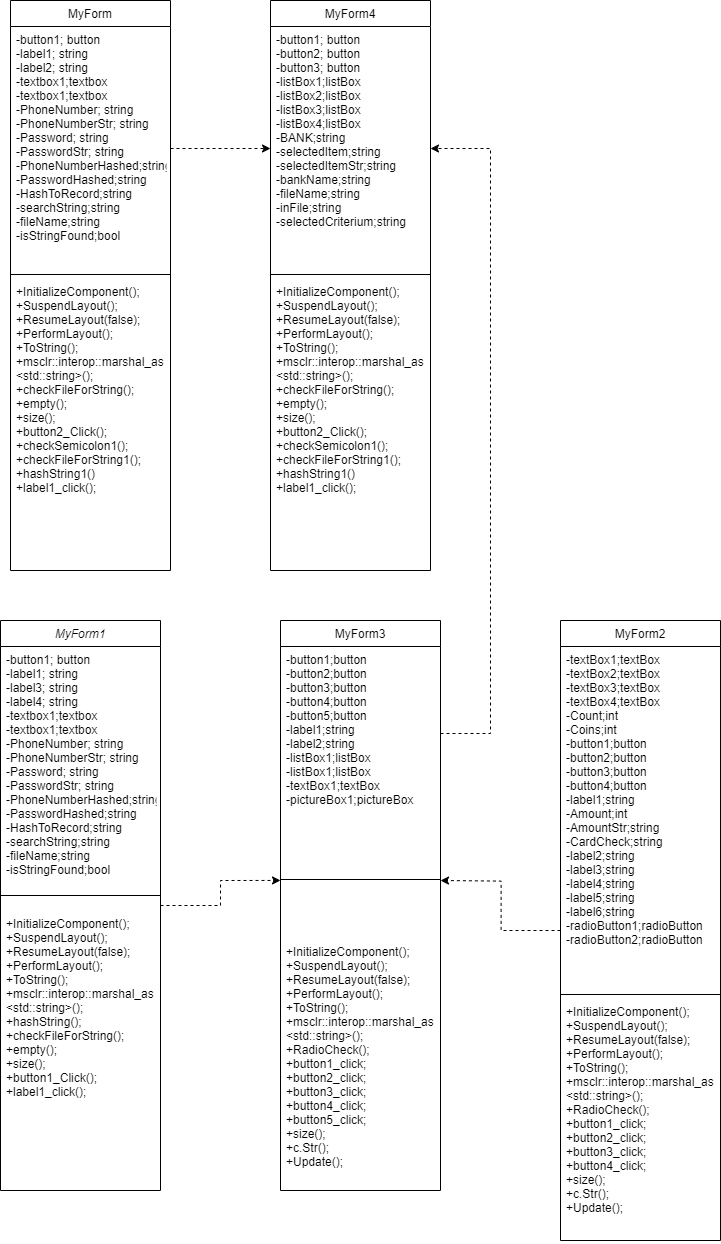 MyForm
-button1; button
-label1; string
-label2; string
-textbox1;textbox
-textbox1;textbox
-PhoneNumber; string
-PhoneNumberStr; string
-Password; string
-PasswordStr; string
-PhoneNumberHashed;string
-PasswordHashed;string
-HashToRecord;string
-searchString;string
-fileName;string
-isStringFound;bool
+InitializeComponent();
+SuspendLayout();
+ResumeLayout(false);
+PerformLayout();
+ToString();
+msclr::interop::marshal_as
<std::string>();
+checkFileForString();
+empty();
+size();
+button2_Click();
+checkSemicolon1();
+checkFileForString1();
+hashString1()
+label1_click();
MyForm4
-button1; button
-button2; button
-button3; button
-listBox1;listBox
-listBox2;listBox
-listBox3;listBox
-listBox4;listBox
-BANK;string
-selectedItem;string
-selectedItemStr;string
-bankName;string
-fileName;string
-inFile;string
-selectedCriterium;string
+InitializeComponent();
+SuspendLayout();
+ResumeLayout(false);
+PerformLayout();
+ToString();
+msclr::interop::marshal_as
<std::string>();
+checkFileForString();
+empty();
+size();
+button2_Click();
+checkSemicolon1();
+checkFileForString1();
+hashString1()
+label1_click();
MyForm1
-button1; button
-label1; string
-label3; string
-label4; string
-textbox1;textbox
-textbox1;textbox
-PhoneNumber; string
-PhoneNumberStr; string
-Password; string
-PasswordStr; string
-PhoneNumberHashed;string
-PasswordHashed;string
-HashToRecord;string
-searchString;string
-fileName;string
-isStringFound;bool
+InitializeComponent();
+SuspendLayout();
+ResumeLayout(false);
+PerformLayout();
+ToString();
+msclr::interop::marshal_as
<std::string>();
+hashString();
+checkFileForString();
+empty();
+size();
+button1_Click();
+label1_click();
MyForm3
-button1;button
-button2;button
-button3;button
-button4;button
-button5;button
-label1;string
-label2;string
-listBox1;listBox
-listBox1;listBox
-textBox1;textBox
-pictureBox1;pictureBox
+InitializeComponent();
+SuspendLayout();
+ResumeLayout(false);
+PerformLayout();
+ToString();
+msclr::interop::marshal_as
<std::string>();
+RadioCheck();
+button1_click;
+button2_click;
+button3_click;
+button4_click;
+button5_click;
+size();
+c.Str();
+Update();
MyForm2
-textBox1;textBox
-textBox2;textBox
-textBox3;textBox
-textBox4;textBox
-Count;int
-Coins;int
-button1;button
-button2;button
-button3;button
-button4;button
-label1;string
-Amount;int
-AmountStr;string
-CardCheck;string
-label2;string
-label3;string
-label4;string
-label5;string
-label6;string
-radioButton1;radioButton
-radioButton2;radioButton
+InitializeComponent();
+SuspendLayout();
+ResumeLayout(false);
+PerformLayout();
+ToString();
+msclr::interop::marshal_as
<std::string>();
+RadioCheck();
+button1_click;
+button2_click;
+button3_click;
+button4_click;
+size();
+c.Str();
+Update();